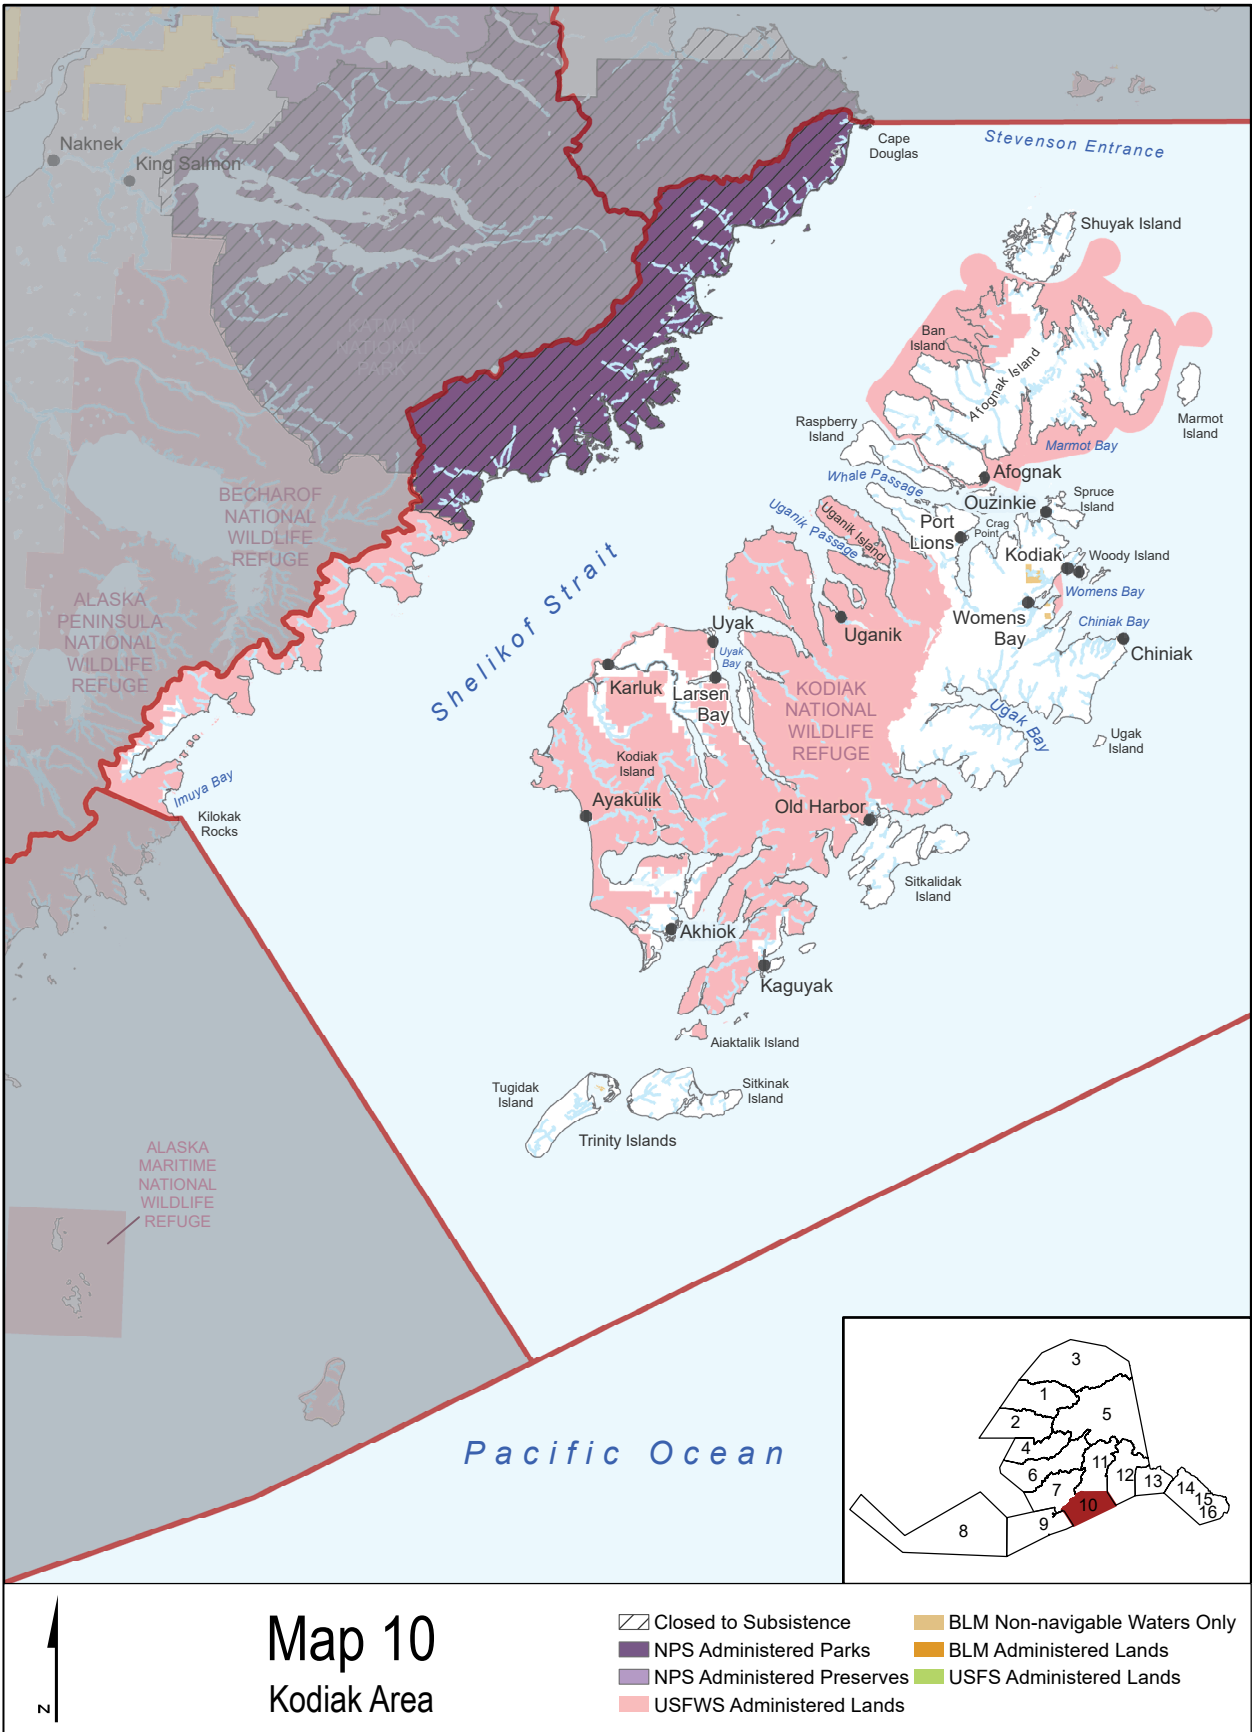 Naknek
King Salmon
Cape
Douglas
Stevenson Entrance
Shuyak Island
Ban
Island
Afognak Island
Marmot
Island
Raspberry
Island
Marmot Bay
Afognak
Whale Passage
Ouzinkie
Spruce
Island
Uganik Passage
Uganik Island
Port
Lions
Crag
Point
Kodiak
Woody Island
Womens Bay
Womens
Bay
Chiniak Bay
Chiniak
Uganik
Uyak
Uyak
Bay
Karluk
Larsen
Bay
KODIAK
NATIONAL
WILDLIFE
REFUGE
Ugak Bay
Ugak
Island
Kodiak
Island
Ayakulik
Old Harbor
Sitkalidak
Island
Akhiok
Kaguyak
Aiaktalik Island
Tugidak
Island
Sitkinak
Island
Trinity Islands
Shelikof Strait
BECHAROF
NATIONAL
WILDLIFE
REFUGE
ALASKA
PENINSULA
NATIONAL
WILDLIFE
REFUGE
Imuya Bay
Kilokak
Rocks
ALASKA
MARITIME
NATIONAL
WILDLIFE
REFUGE
Pacific Ocean
3
1
5
2
4
11
6
12
13
7
14
10
15
16
9
8
N
Map 10
Kodiak Area
Closed to Subsistence
NPS Administered Parks
NPS Administered Preserves
USFWS Administered Lands
BLM Non-navigable Waters Only
BLM Administered Lands
USFS Administered Lands